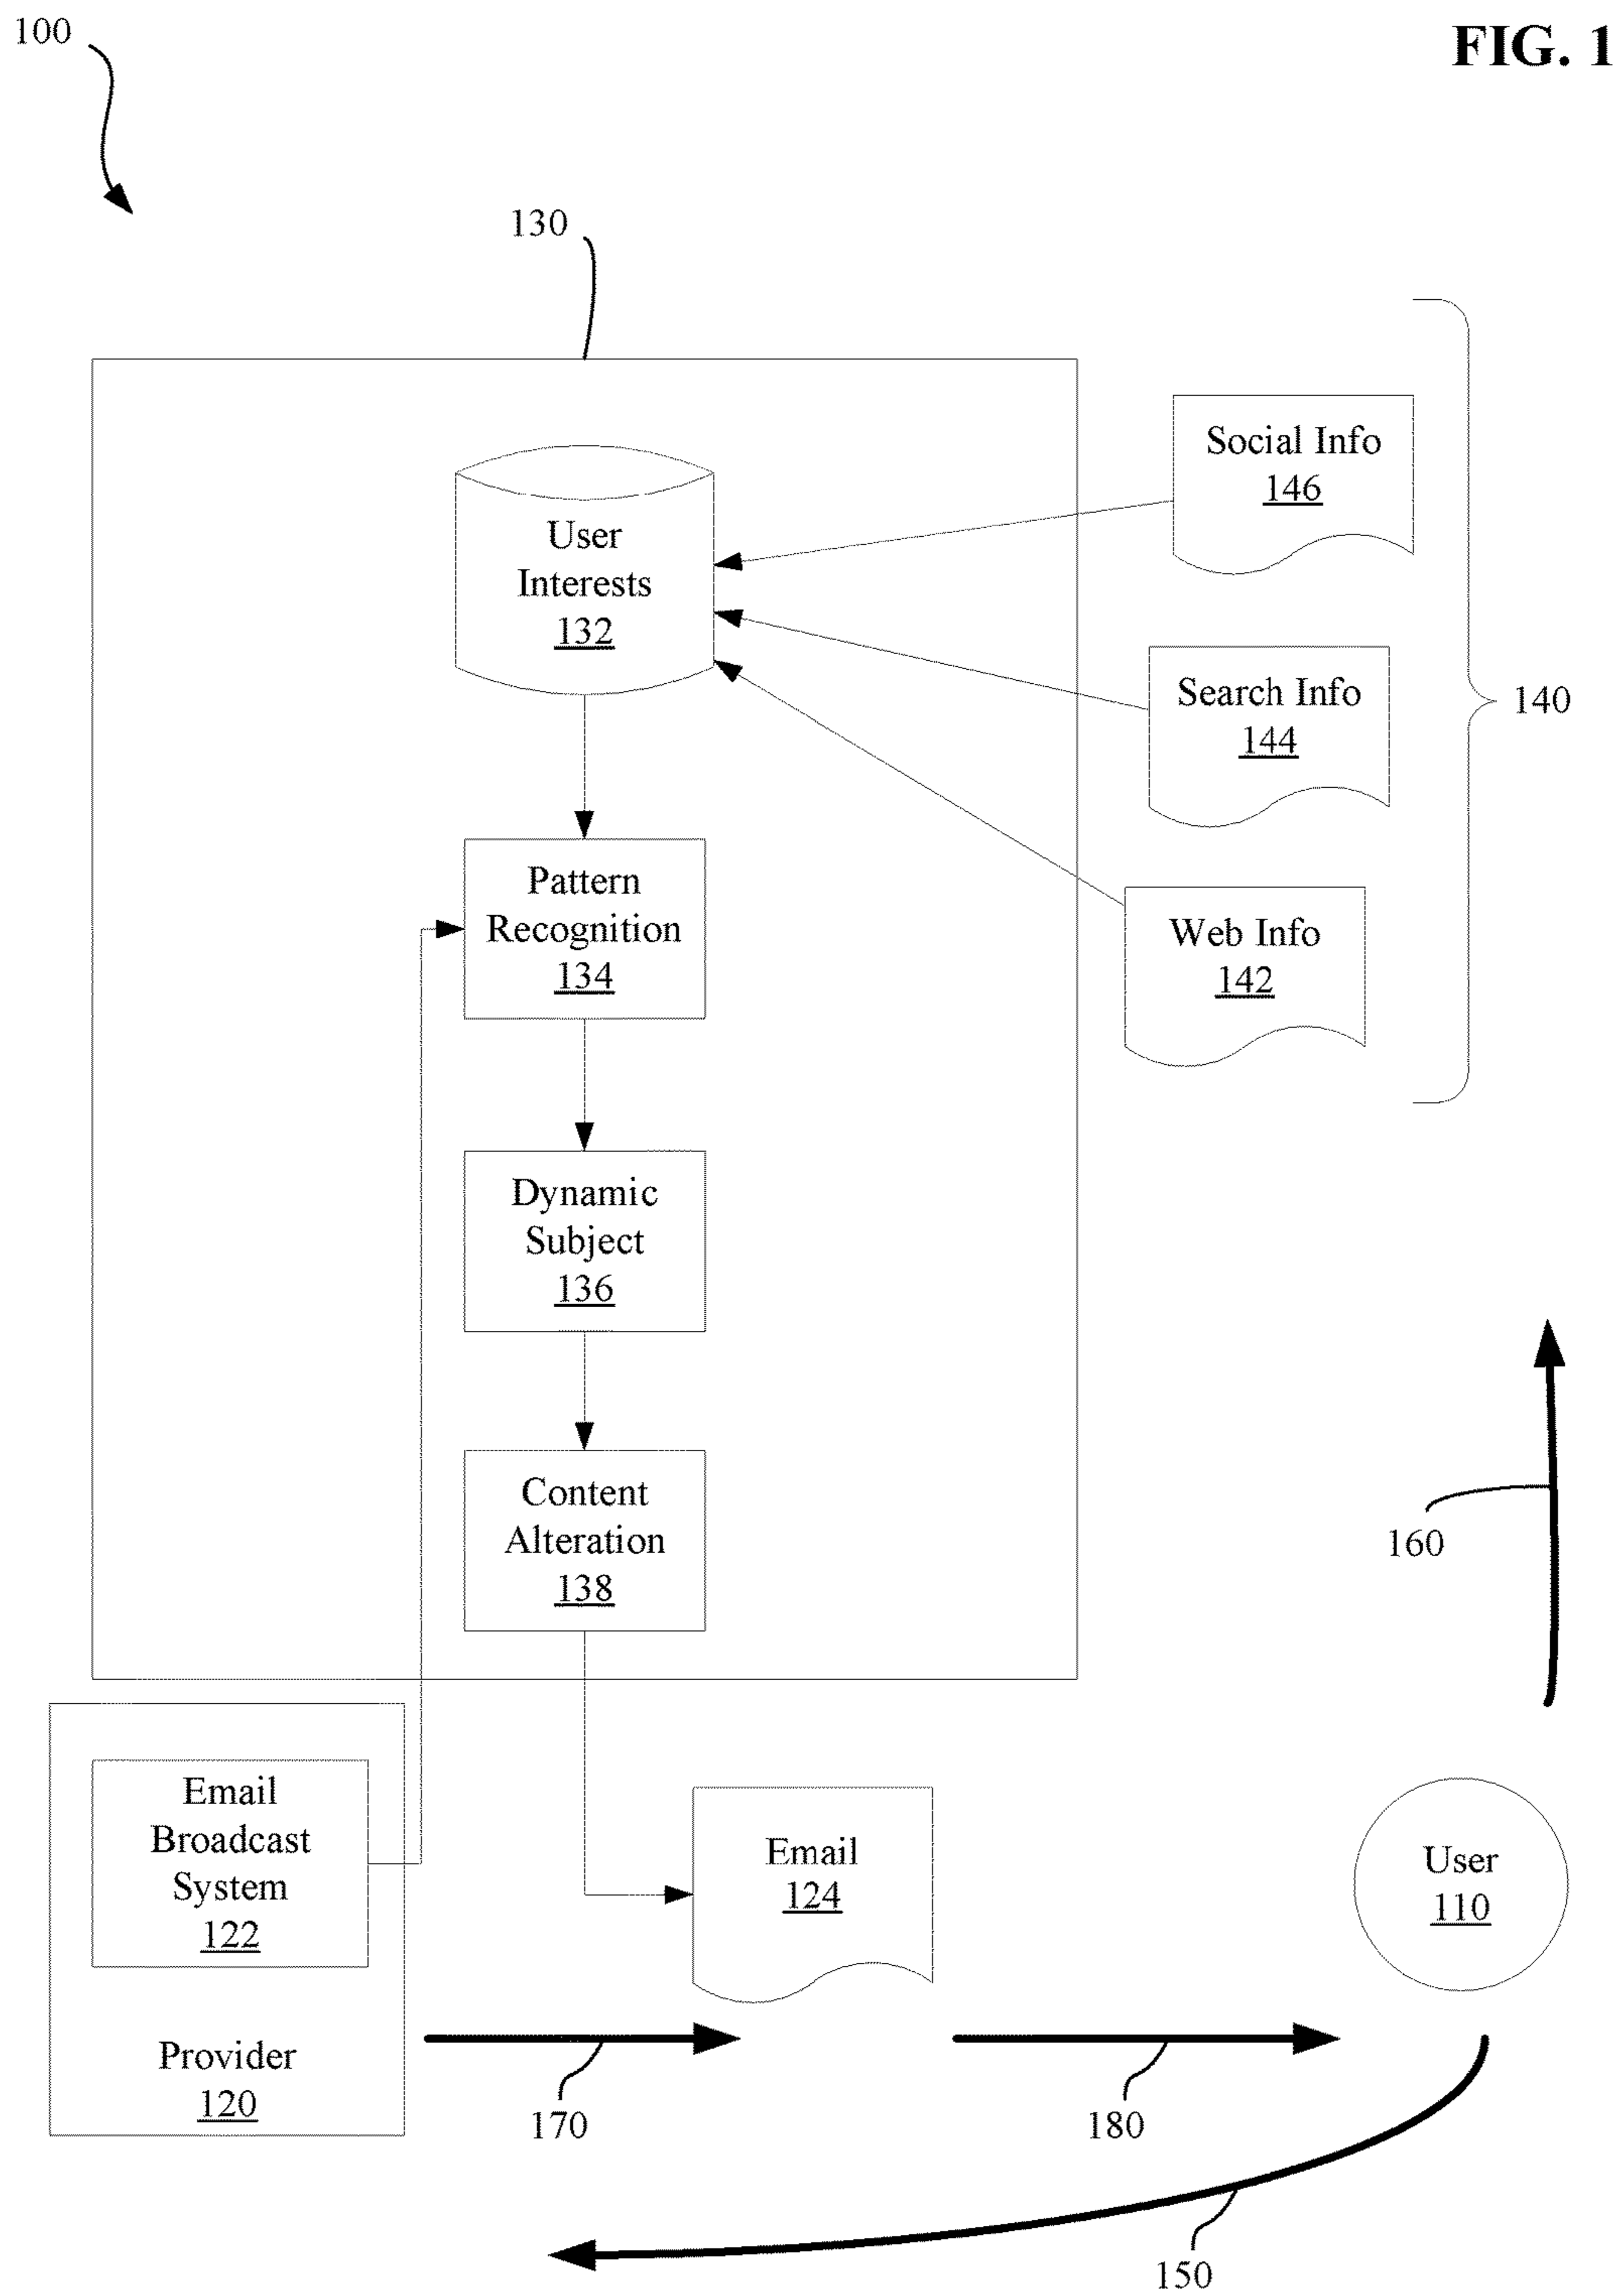 100
FIG. 1
130
Social Info
146
User
Interests
132
Search Info
144
140
Pattern
Recognition
134
Web Info
142
Dynamic
Subject
136
Content
Alteration
138
160
Email
Broadcast
System
122
Email
124
User
110
Provider
120
170
180
150